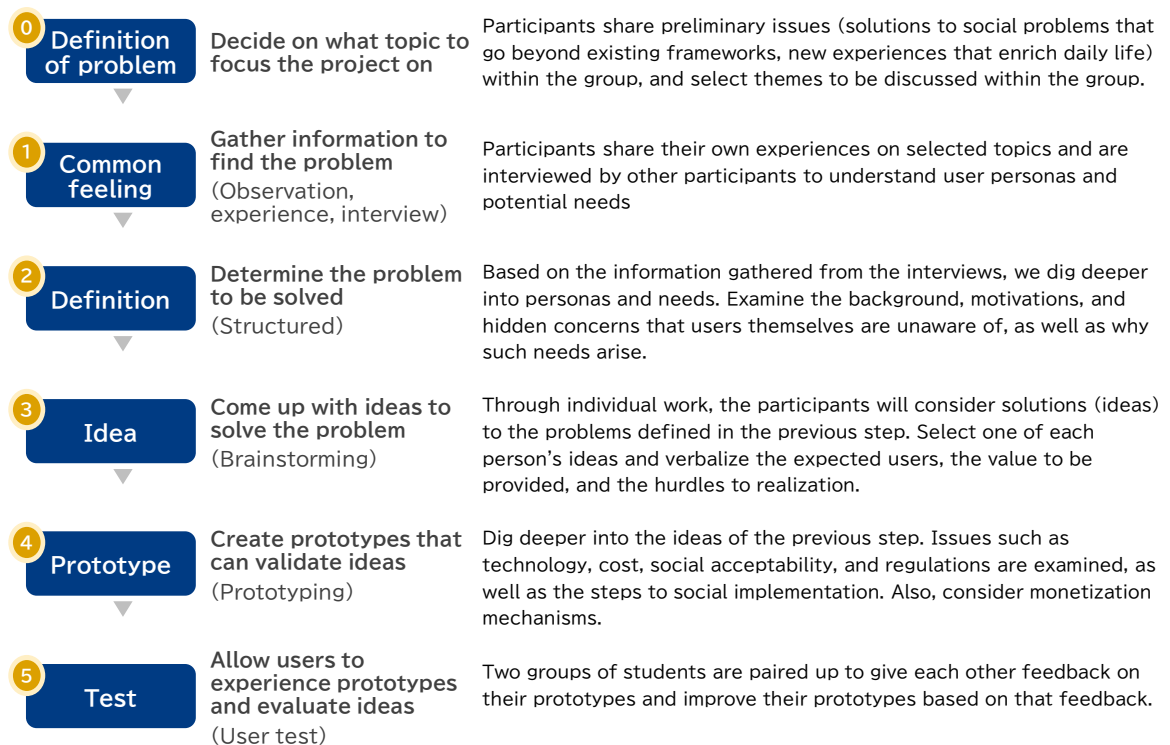 0
Definition
of problem
Decide on what topic to
focus the project on
Participants share preliminary issues (solutions to social problems that
go beyond existing frameworks, new experiences that enrich daily life)
within the group, and select themes to be discussed within the group.
1
Common
feeling
Gather information to
find the problem
(Observation,
experience, interview)
Participants share their own experiences on selected topics and are
interviewed by other participants to understand user personas and
potential needs
2
Definition
Determine the problem
to be solved
(Structured)
Based on the information gathered from the interviews, we dig deeper
into personas and needs. Examine the background, motivations, and
hidden concerns that users themselves are unaware of, as well as why
such needs arise.
3
Idea
Come up with ideas to
solve the problem
(Brainstorming)
Through individual work, the participants will consider solutions (ideas)
to the problems defined in the previous step. Select one of each
person's ideas and verbalize the expected users, the value to be
provided, and the hurdles to realization.
4
Prototype
Create prototypes that
can validate ideas
(Prototyping)
Dig deeper into the ideas of the previous step. Issues such as
technology, cost, social acceptability, and regulations are examined, as
well as the steps to social implementation. Also, consider monetization
mechanisms.
5
Test
Allow users to
experience prototypes
and evaluate ideas
(User test)
Two groups of students are paired up to give each other feedback on
their prototypes and improve their prototypes based on that feedback.